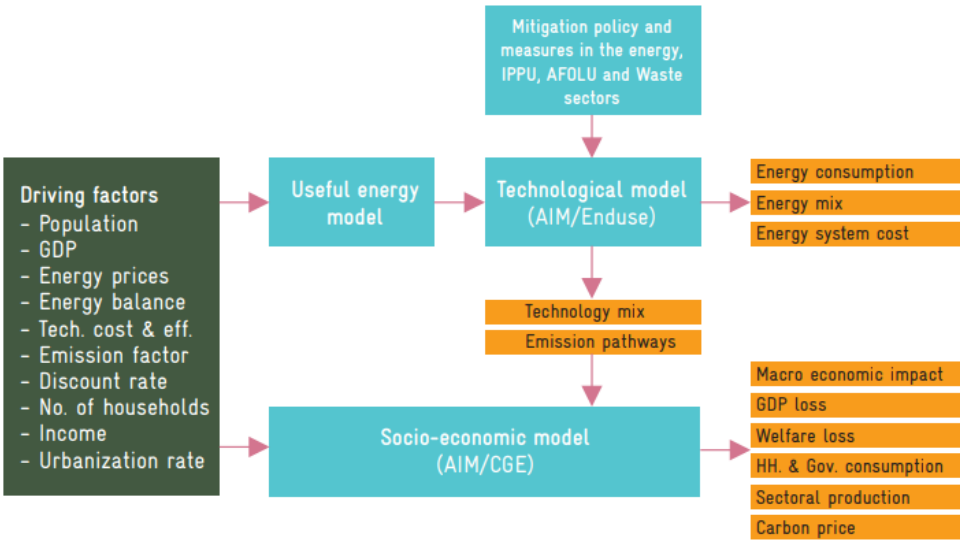 Mitigation policy and
measures in the energy,
IPPU, AFOLU and Waste
sectors
Driving factors
– Population
– GDP
– Energy prices
– Energy balance
– Tech. cost & eff.
– Emission factor
– Discount rate
– No. of households
– Income
– Urbanization rate
Useful energy
model
Technological model
(AIM/Enduse)
Energy consumption
Energy mix
Energy system cost
Technology mix
Emission pathways
Socio-economic model
(AIM/CGE)
Macro economic impact
GDP loss
Welfare loss
HH. & Gov. consumption
Sectoral production
Carbon price